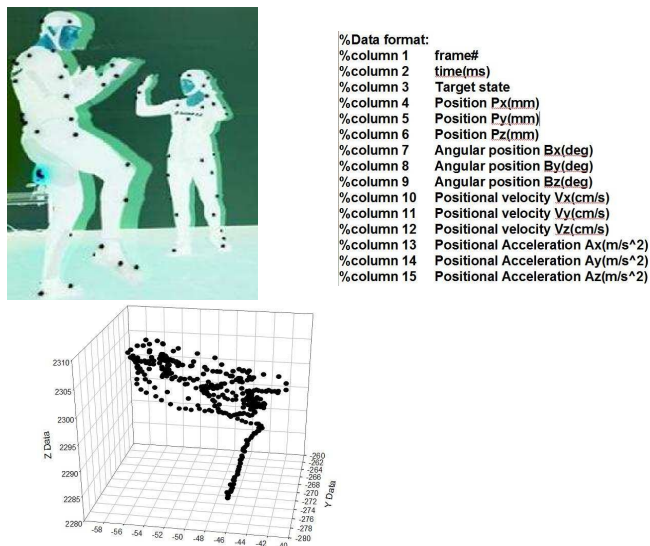 %Data format:
%column 1 frame#
%column 2 time(ms)
%column 3 Target state
%column 4 Position Px(mm)
%column 5 Position Py(mm)
%column 6 Position Pz(mm)
%column 7 Angular position Bx(deg)
%column 8 Angular position By(deg)
%column 9 Angular position Bz(deg)
%column 10 Positional velocity Vx(cm/s)
%column 11 Positional velocity Vy(cm/s)
%column 12 Positional velocity Vz(cm/s)
%column 13 Positional Acceleration Ax(m/s^2)
%column 14 Positional Acceleration Ay(m/s^2)
%column 15 Positional Acceleration Az(m/s^2)
2310
2305
2300
2295
2290
2285
2280
Z Data
-260
-262
-264
-266
-268
-270
-272
-274
-276
-278
-280
Y Data
-58 -56 -54 -52 -50 -48 -46 -44 -42 -40